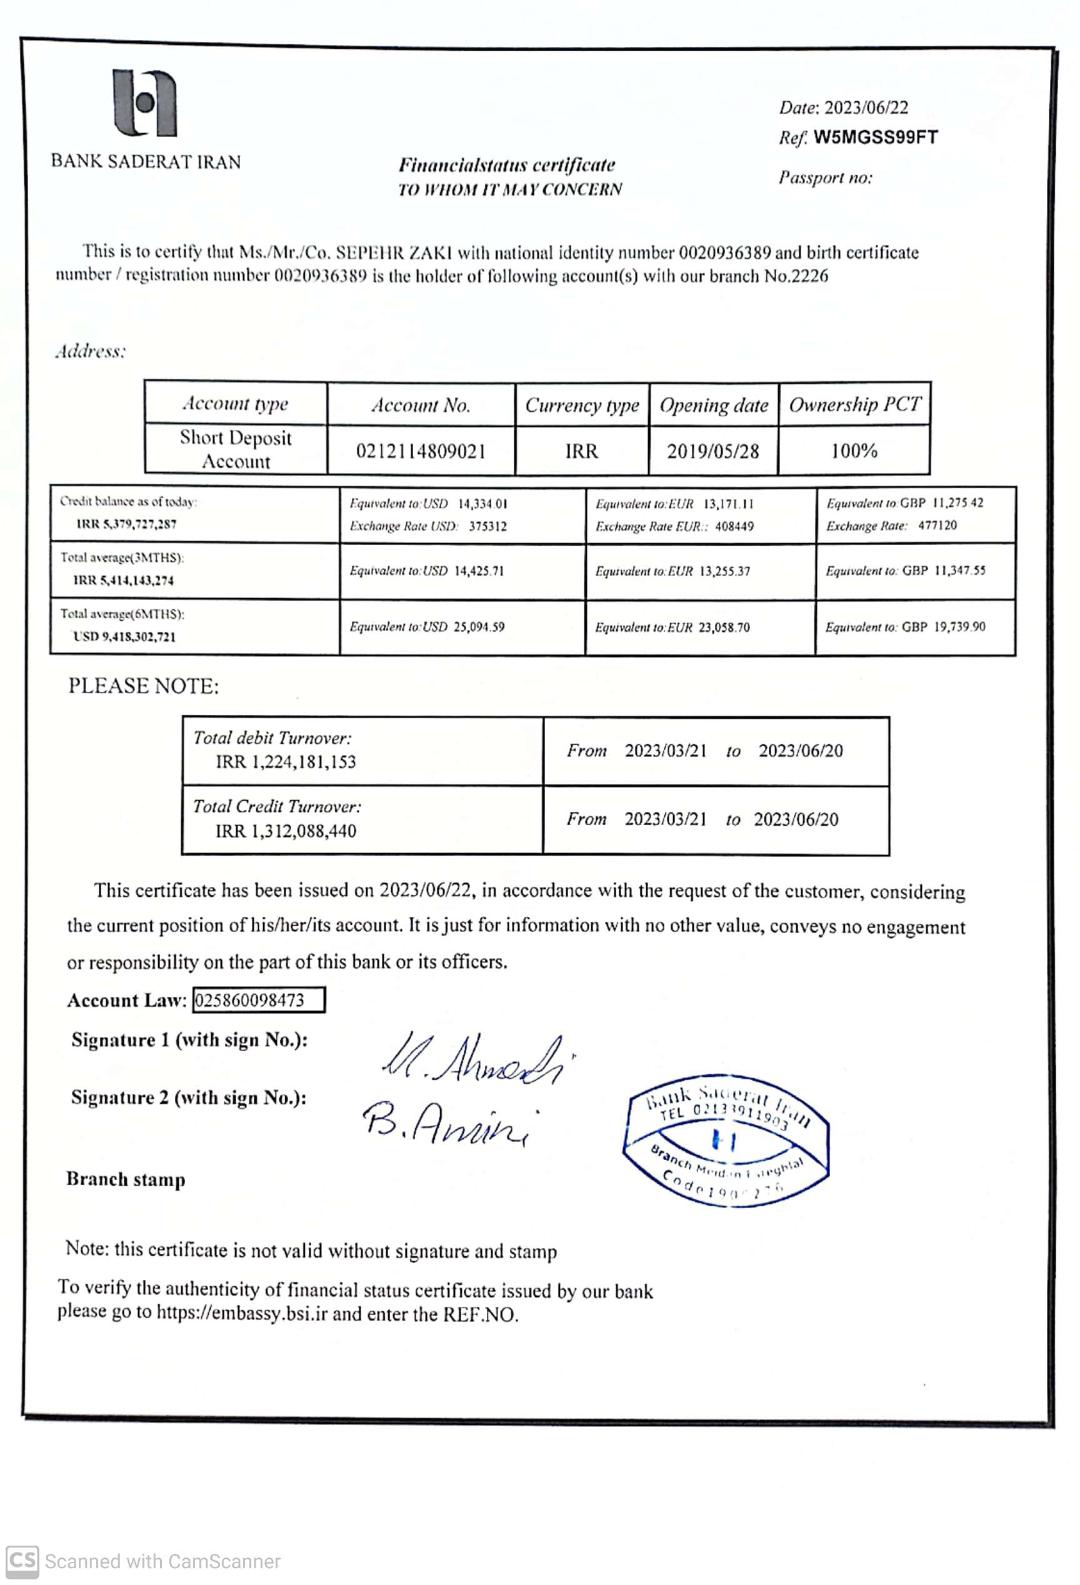 BANK SADERAT IRAN
Date: 2023/06/22
Ref. W5MGSS99FT
Passport no:
Financialstatus certificate
TO WHOM IT MAY CONCERN
This is to certify that Ms./Mr./Co. SEPEHR ZAKI with national identity number 0020936389 and birth certificate
number / registration number 0020936389 is the holder of following account(s) with our branch No.2226
Address:
Account type Account No. Currency type Opening date Ownership PCT
Short Deposit
Account 0212114809021 IRR 2019/05/28 100%
Credit balance as of today: Equivalent to:USD 14,334.01 Equivalent to:EUR 13,171.11 Equivalent to:GBP 11,275.42
IRR 5,379,727,287 Exchange Rate USD: 375312 Exchange Rate EUR.: 408449 Exchange Rate: 477120
Total average(3MTHS):
IRR 5,414,143,274 Equivalent to:USD 14,425.71 Equivalent to:EUR 13,255.37 Equivalent to: GBP 11,347.55
Total average(6MTHS):
USD 9,418,302,721 Equivalent to:USD 25,094.59 Equivalent to:EUR 23,058.70 Equivalent to: GBP 19,739.90
PLEASE NOTE:
Total debit Turnover:
IRR 1,224,181,153 From 2023/03/21 to 2023/06/20
Total Credit Turnover:
IRR 1,312,088,440 From 2023/03/21 to 2023/06/20
This certificate has been issued on 2023/06/22, in accordance with the request of the customer, considering
the current position of his/her/its account. It is just for information with no other value, conveys no engagement
or responsibility on the part of this bank or its officers.
Account Law: 025860098473
Signature 1 (with sign No.):
M. Ahmadi
Signature 2 (with sign No.):
B. Amini
Bank Saderat Iran
TEL 02133911903
Branch
Code
Branch stamp
Note: this certificate is not valid without signature and stamp
To verify the authenticity of financial status certificate issued by our bank
please go to https://embassy.bsi.ir and enter the REF.NO.
CS Scanned with CamScanner